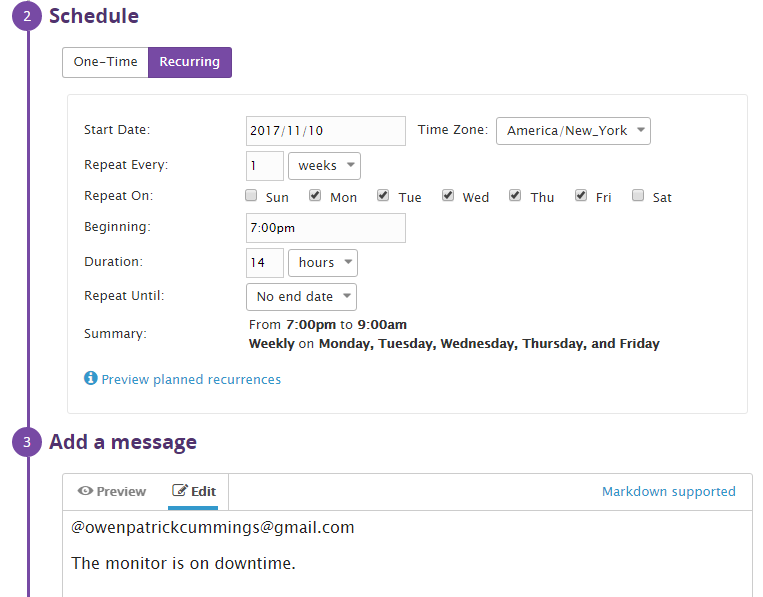 2 Schedule
One-Time Recurring
Start Date: 2017/11/10 Time Zone: America/New_York
Repeat Every: 1 weeks
Repeat On: Sun Mon Tue Wed Thu Fri Sat
Beginning: 7:00pm
Duration: 14 hours
Repeat Until: No end date
Summary: From 7:00pm to 9:00am
Weekly on Monday, Tuesday, Wednesday, Thursday, and Friday
Preview planned recurrences
3 Add a message
Preview Edit Markdown supported
@owenpatrickcummings@gmail.com
The monitor is on downtime.